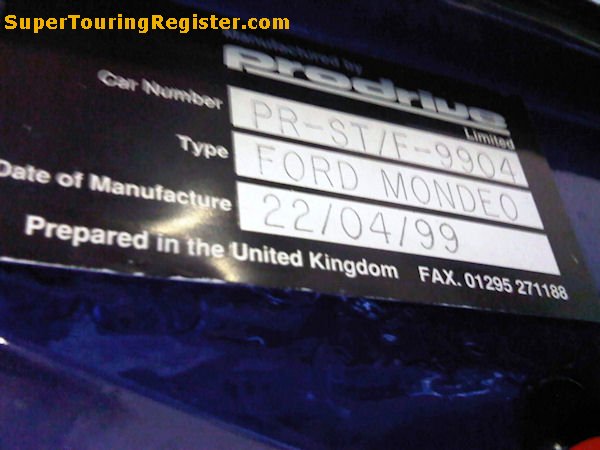 SuperTouringRegister.com
Manufactured by
prodrive
Limited
Car Number PR-ST/F-9904
Type FORD MONDEO
Date of Manufacture 22/04/99
Prepared in the United Kingdom FAX. 01295 271188